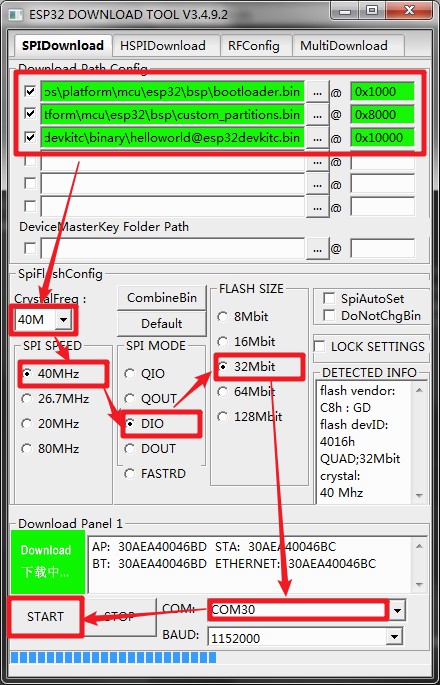 ESP32 DOWNLOAD TOOL V3.4.9.2
SPIDownload HSPIDownload RFConfig MultiDownload
Download Path Config
os\platform\mcu\esp32\bsp\bootloader.bin ... @ 0x1000
tform\mcu\esp32\bsp\custom_partitions.bin ... @ 0x8000
devkitc\binary\helloworld@esp32devkitc.bin ... @ 0x10000
... @
... @
... @
DeviceMasterKey Folder Path
... @
SpiFlashConfig
CrystalFreq :
40M
CombineBin
Default
SPI SPEED
40MHz
26.7MHz
20MHz
80MHz
SPI MODE
QIO
QOUT
DIO
DOUT
FASTRD
FLASH SIZE
8Mbit
16Mbit
32Mbit
64Mbit
128Mbit
SpiAutoSet
DoNotChgBin
LOCK SETTINGS
DETECTED INFO
flash vendor:
C8h : GD
flash devID:
4016h
QUAD;32Mbit
crystal:
40 Mhz
Download Panel 1
Download
下载中...
AP: 30AEA40046BD STA: 30AEA40046BC
BT: 30AEA40046BD ETHERNET: 30AEA40046BC
START
STOP
COM: COM30
BAUD: 1152000